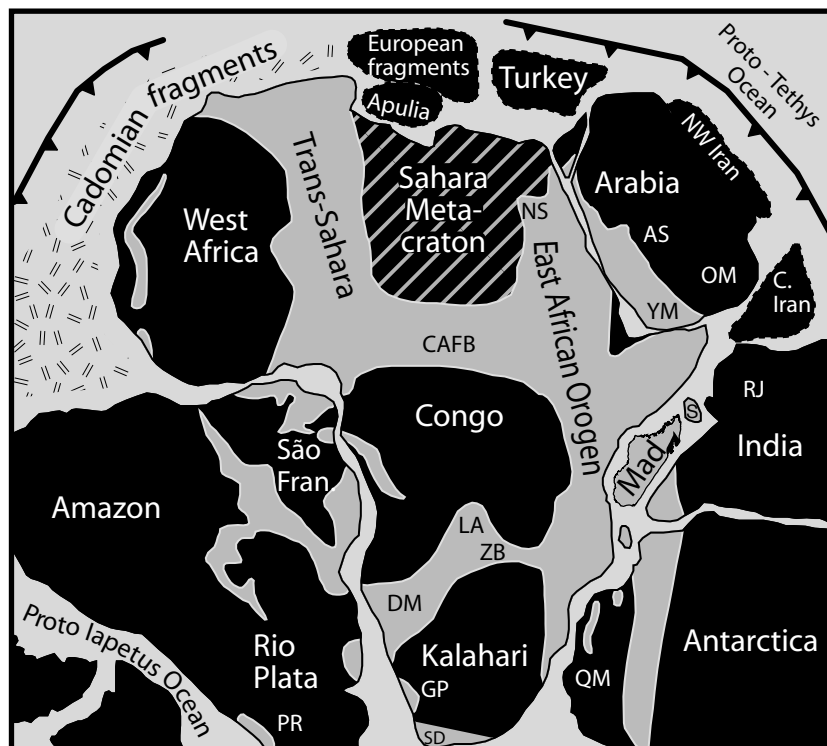 European
fragments
Turkey
Proto - Tethys
Ocean
Cadomian fragments
Apulia
NW Iran
Trans-Sahara
Sahara
Meta-
craton
Arabia
West
Africa
NS
AS
East African Orogen
OM
C.
Iran
YM
CAFB
RJ
Congo
S
India
São
Fran.
Mad.
Amazon
LA
ZB
DM
Proto Iapetus Ocean
Rio
Plata
Kalahari
Antarctica
GP
QM
PR
SD